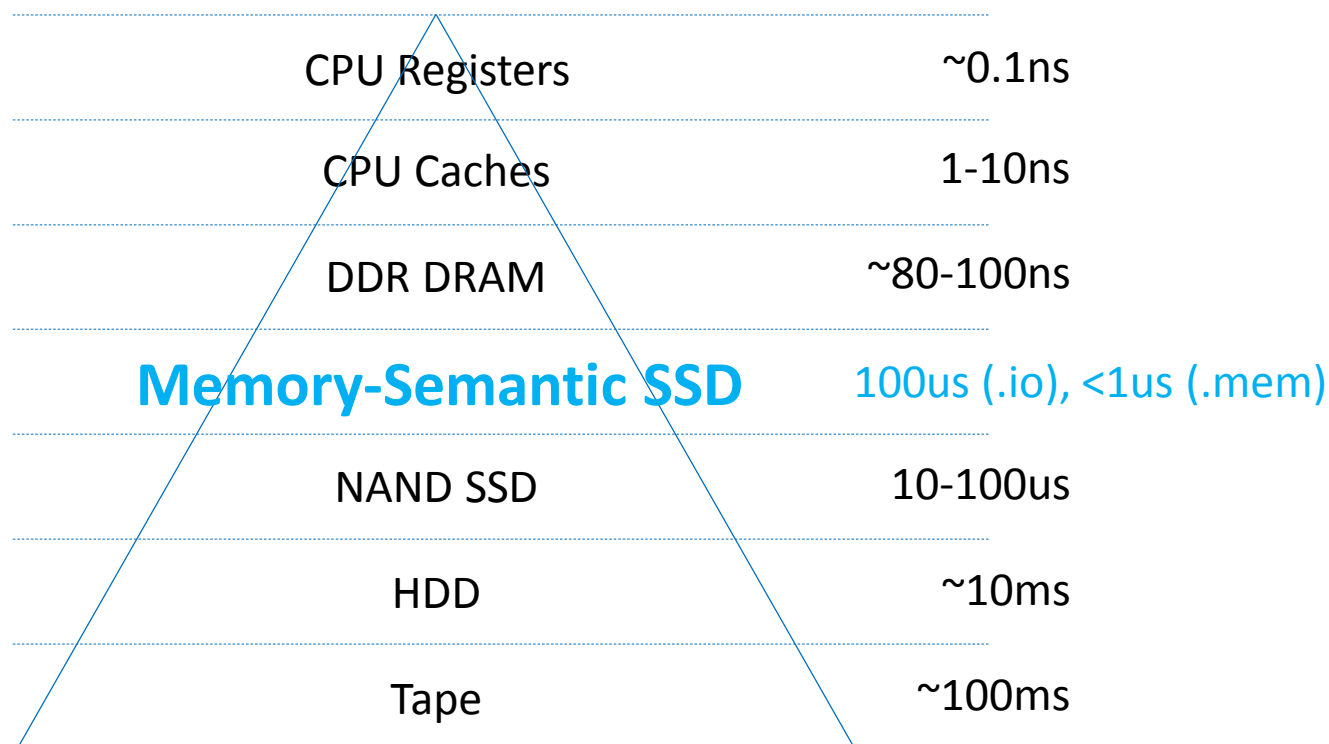 CPU Registers ~0.1ns
CPU Caches 1-10ns
DDR DRAM ~80-100ns
Memory-Semantic SSD 100us (.io), <1us (.mem)
NAND SSD 10-100us
HDD ~10ms
Tape ~100ms